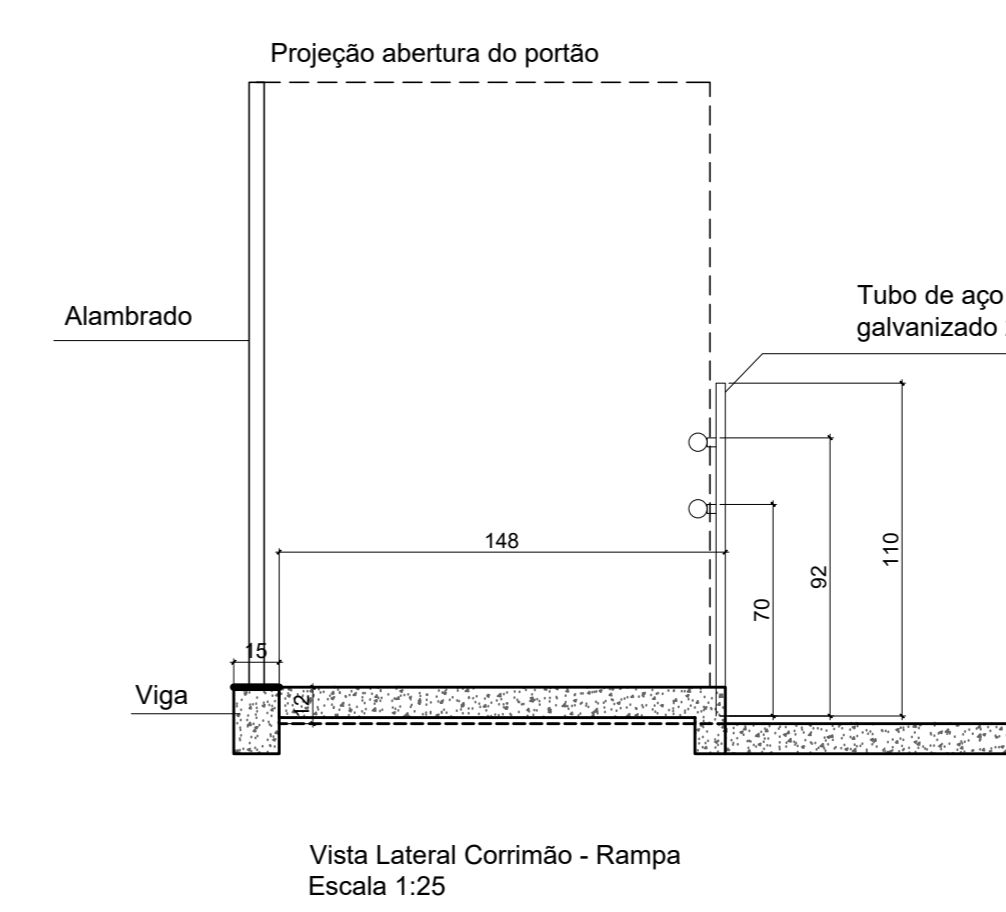 Projeção abertura do portão
Tubo de aço
galvanizado
Alambrado
148
110
92
70
15
12
Viga
Vista Lateral Corrimão - Rampa
Escala 1:25